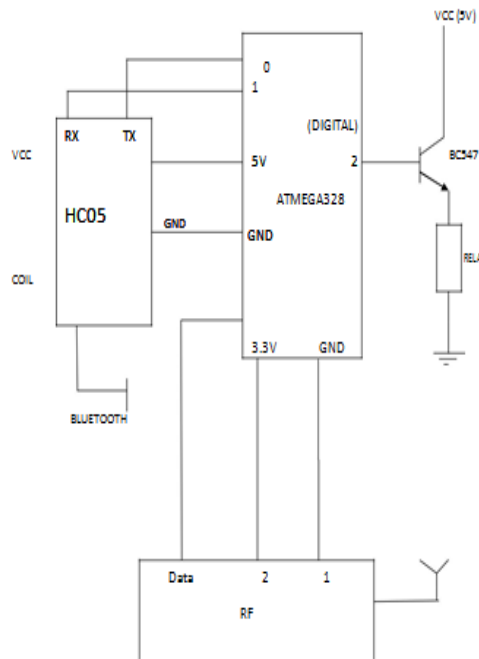 VCC (5V)
0
1
RX TX
(DIGITAL)
BC547
VCC
5V
2
HC05
ATMEGA328
GND
GND
COIL
RELA
3.3V GND
BLUETOOTH
Data 2 1
RF